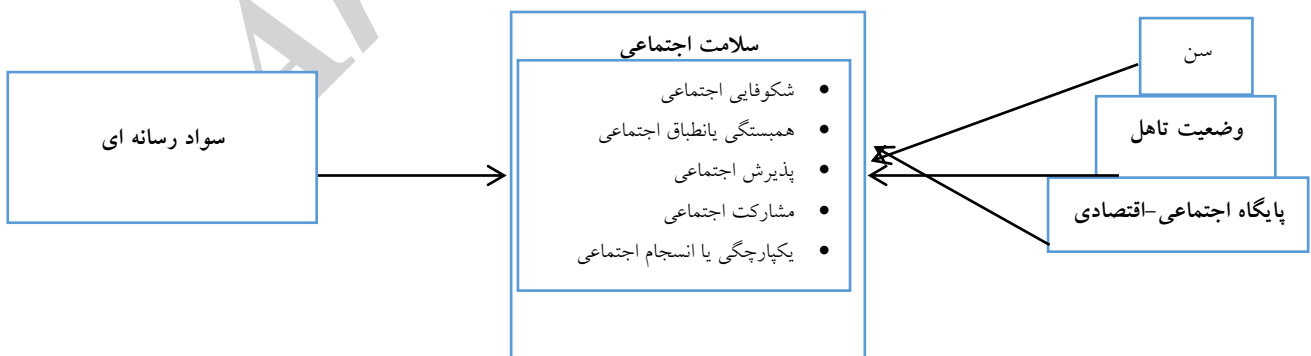 سلامت اجتماعی
سن
شکوفایی اجتماعی
وضعیت تاهل
همبستگی یانطباق اجتماعی
سواد رسانه ای
پذیرش اجتماعی
پایگاه اجتماعی-اقتصادی
مشارکت اجتماعی
یکپارچگی یا انسجام اجتماعی